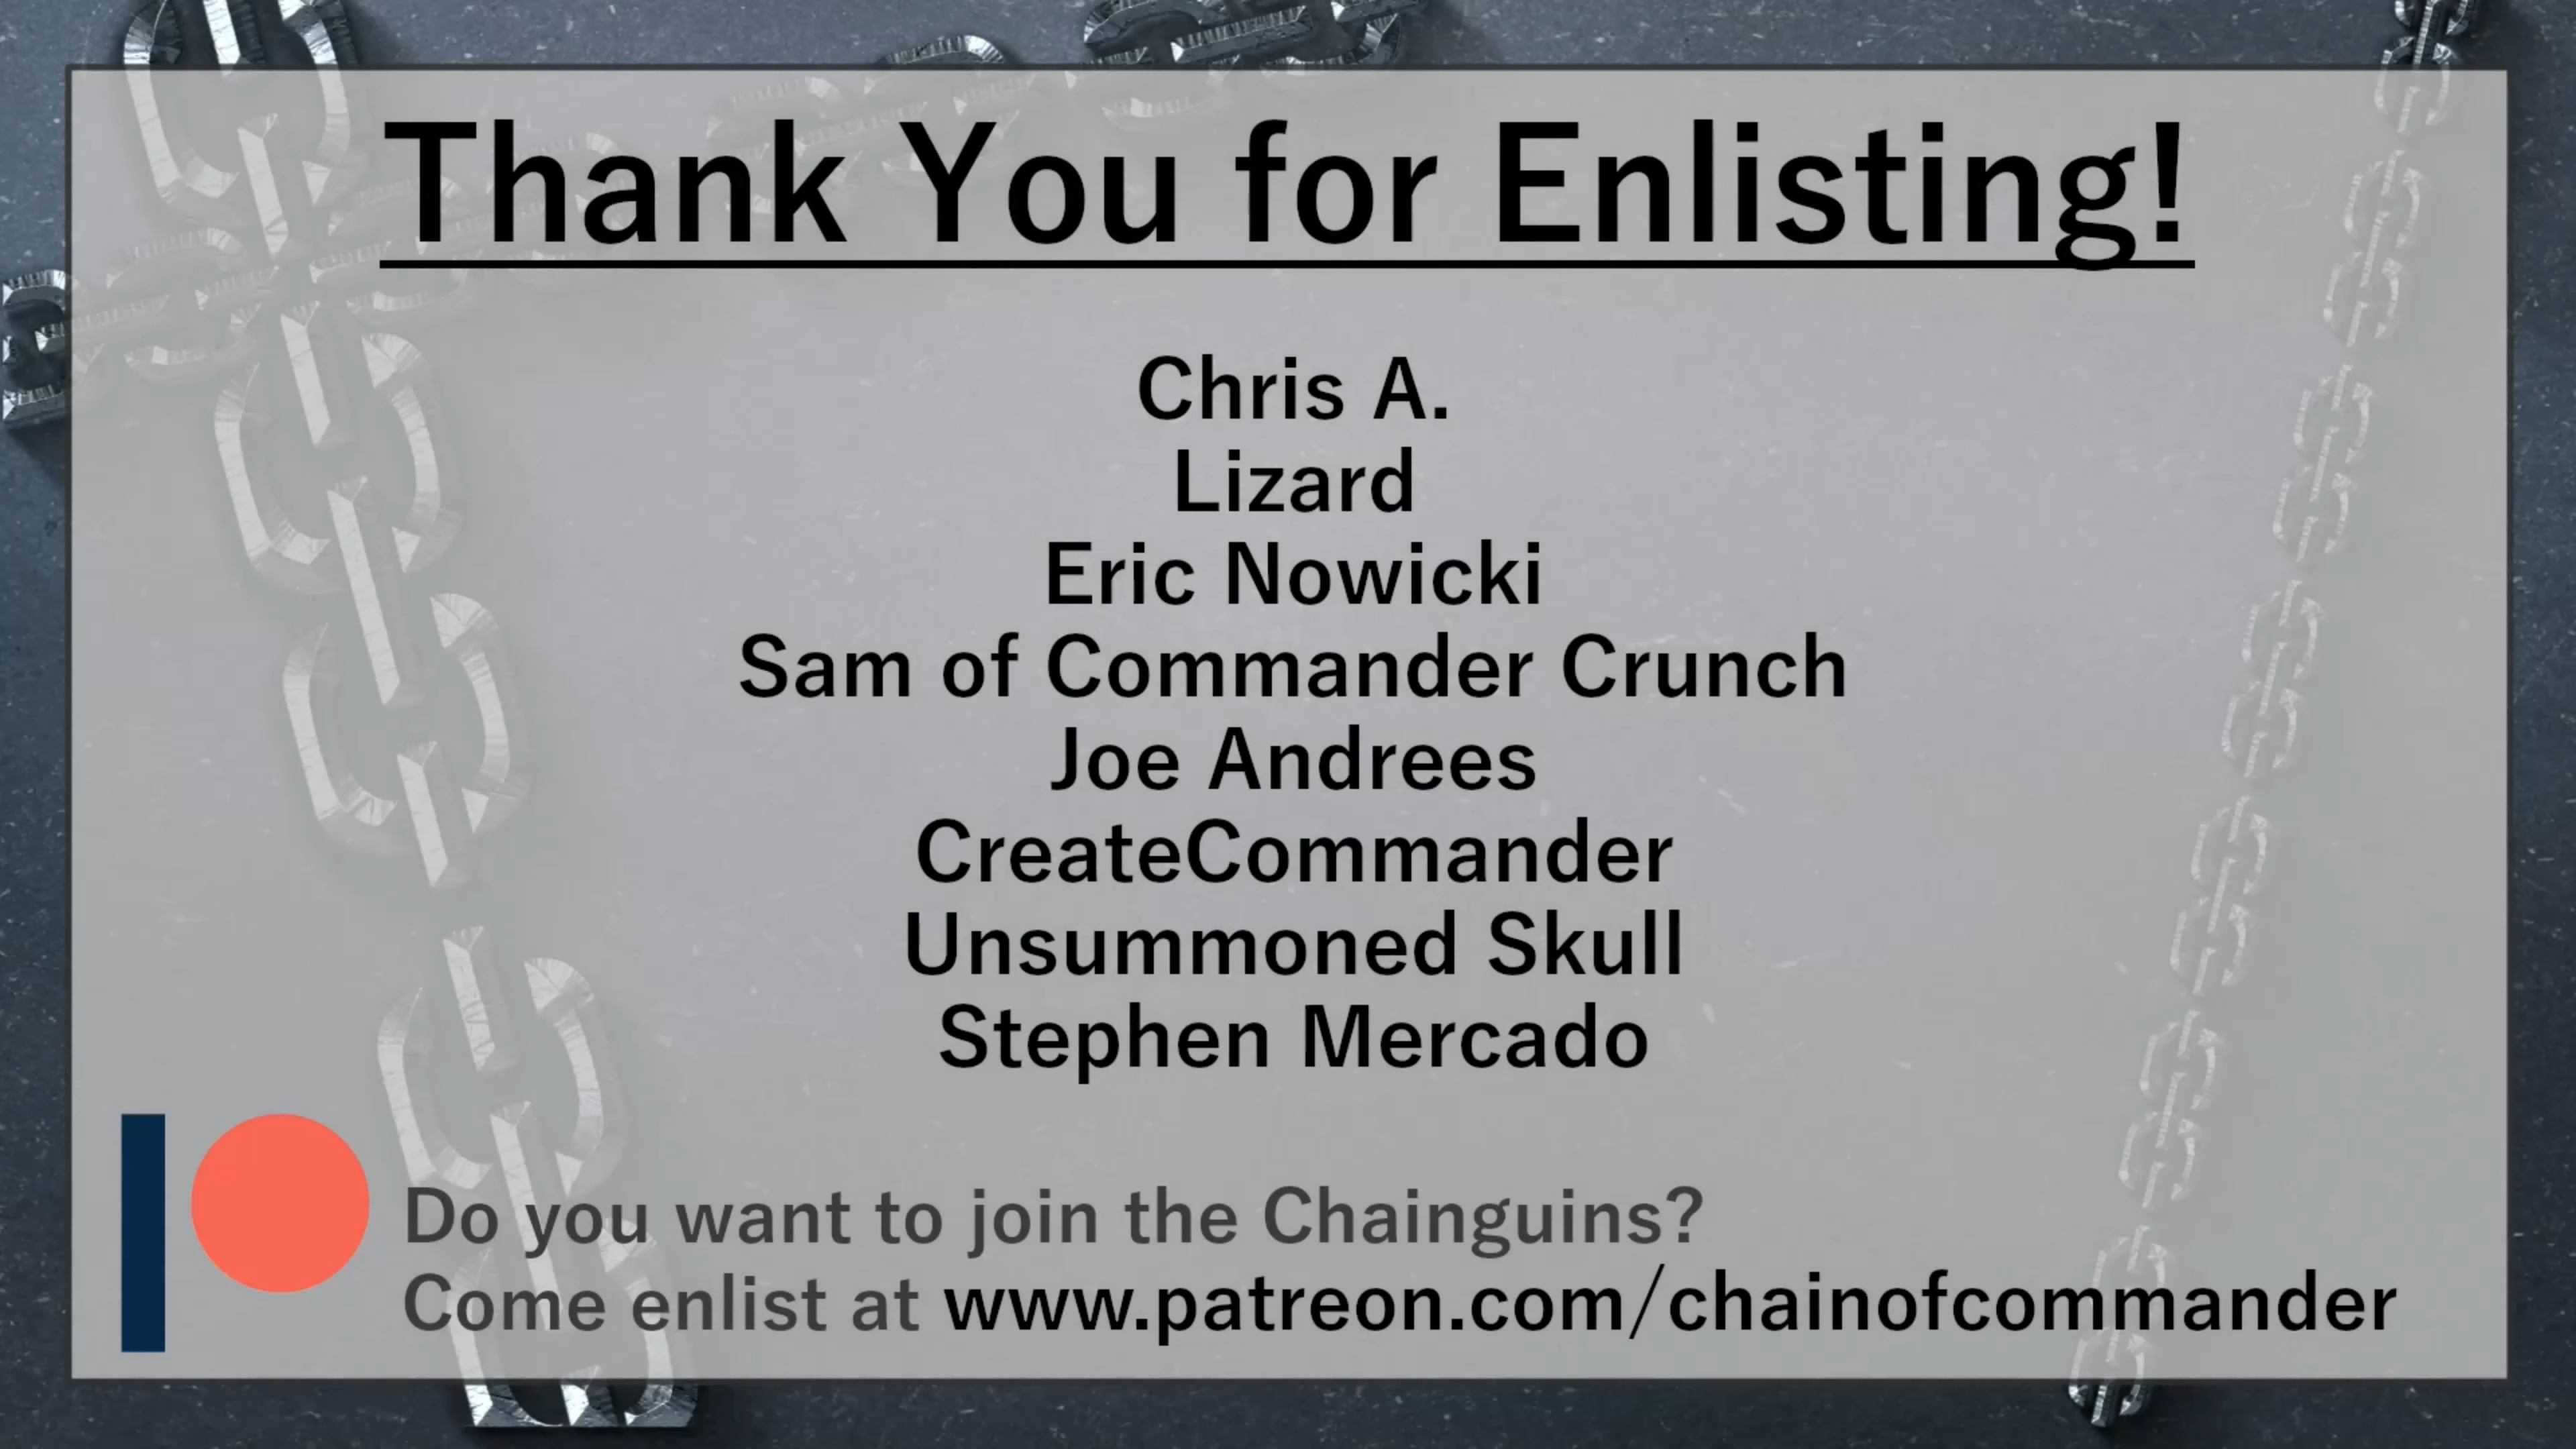 Thank You for Enlisting!
Chris A.
Lizard
Eric Nowicki
Sam of Commander Crunch
Joe Andrees
CreateCommander
Unsummoned Skull
Stephen Mercado
Do you want to join the Chainguins?
Come enlist at www.patreon.com/chainofcommander